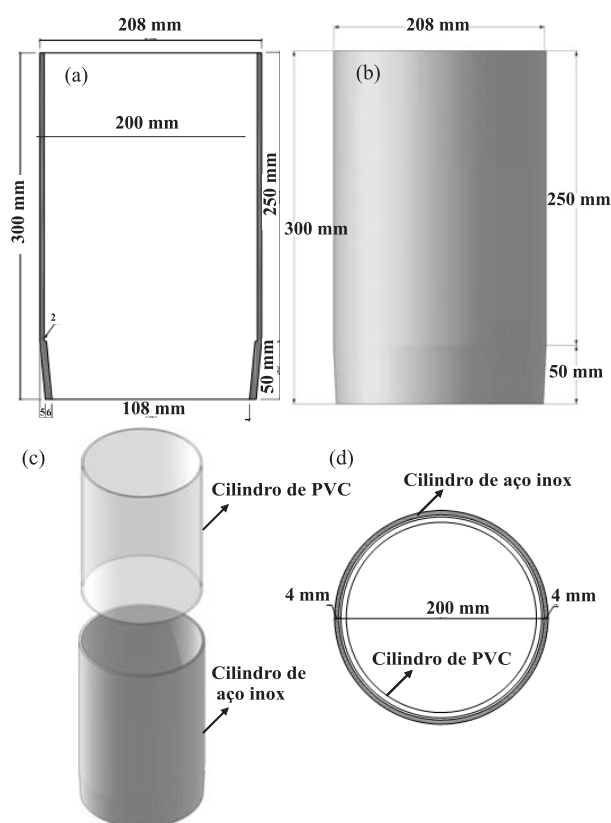 208 mm
(a)
200 mm
300 mm
250 mm
2
50 mm
5
6
108 mm
208 mm
(b)
300 mm
250 mm
50 mm
(c)
Cilindro de PVC
Cilindro de
aço inox
(d)
Cilindro de aço inox
4 mm
200 mm
4 mm
Cilindro de PVC